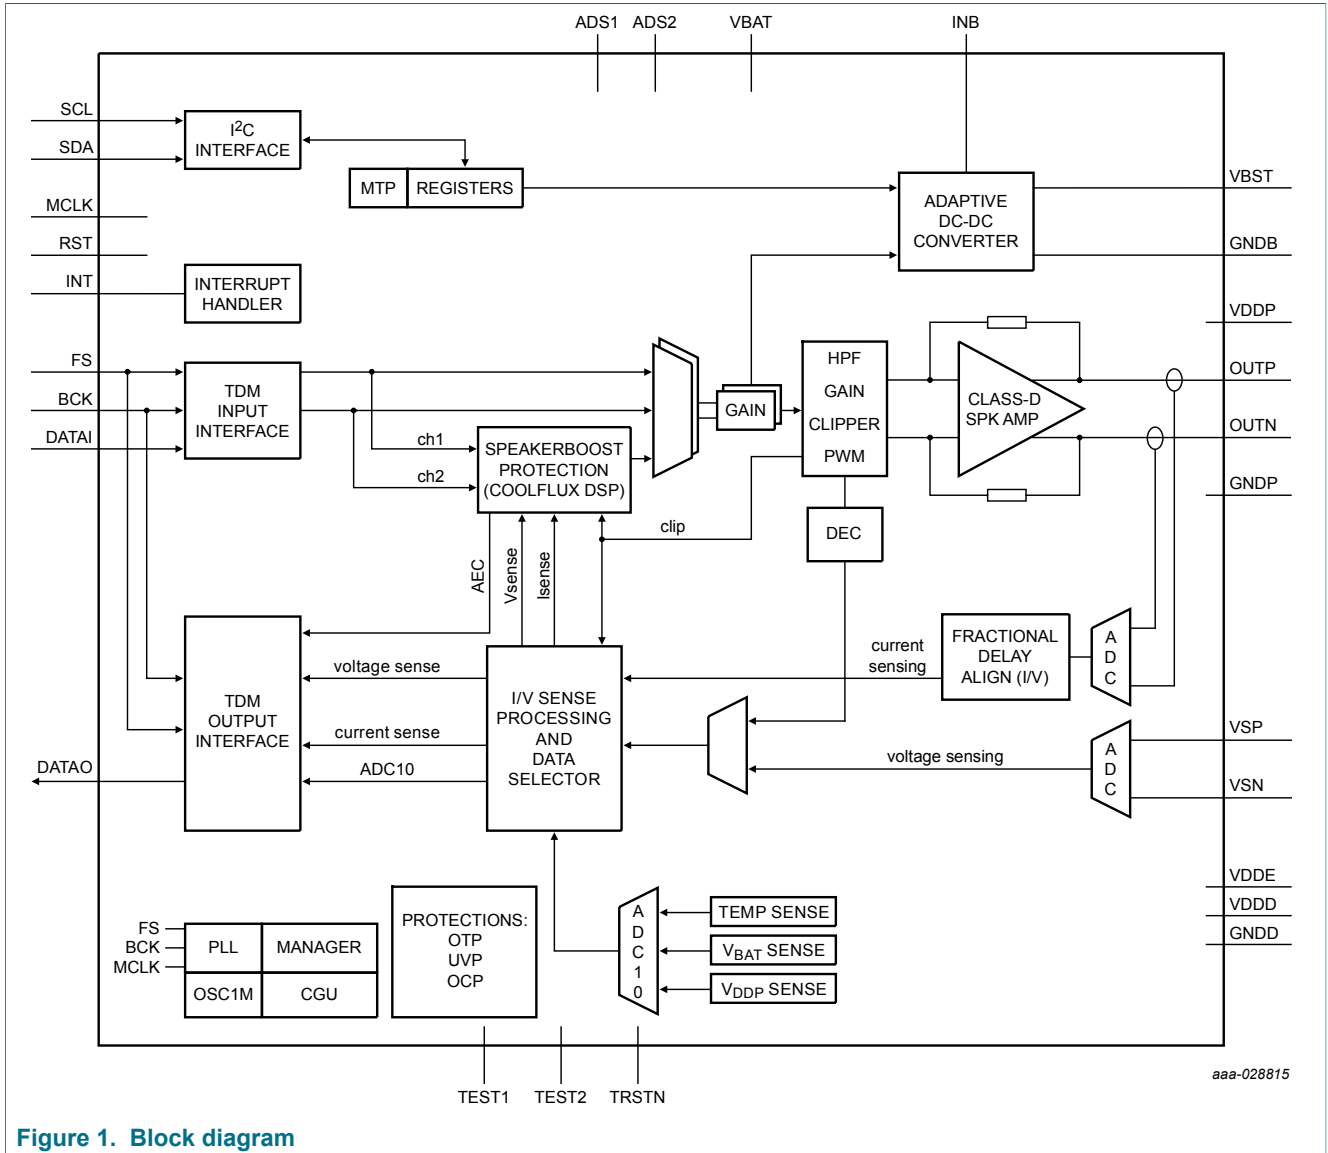 ADS1 ADS2 VBAT INB
SCL
SDA
I2C
INTERFACE
MTP REGISTERS
ADAPTIVE
DC-DC
CONVERTER
VBST
GNDB
MCLK
RST
INT
INTERRUPT
HANDLER
VDDP
FS
BCK
DATAI
TDM
INPUT
INTERFACE
ch1
ch2
SPEAKERBOOST
PROTECTION
(COOLFLUX DSP)
GAIN
HPF
GAIN
CLIPPER
PWM
CLASS-D
SPK AMP
OUTP
OUTN
GNDP
clip
DEC
AEC
Vsense
Isense
TDM
OUTPUT
INTERFACE
voltage sense
current sense
ADC10
I/V SENSE
PROCESSING
AND
DATA
SELECTOR
current
sensing
FRACTIONAL
DELAY
ALIGN (I/V)
A
D
C
voltage sensing
A
D
C
VSP
VSN
DATAO
VDDE
VDDD
GNDD
FS
BCK
MCLK
PLL MANAGER
OSC1M CGU
PROTECTIONS:
OTP
UVP
OCP
A
D
C
1
0
TEMP SENSE
VBAT SENSE
VDDP SENSE
TEST1 TEST2 TRSTN
aaa-028815
Figure 1. Block diagram